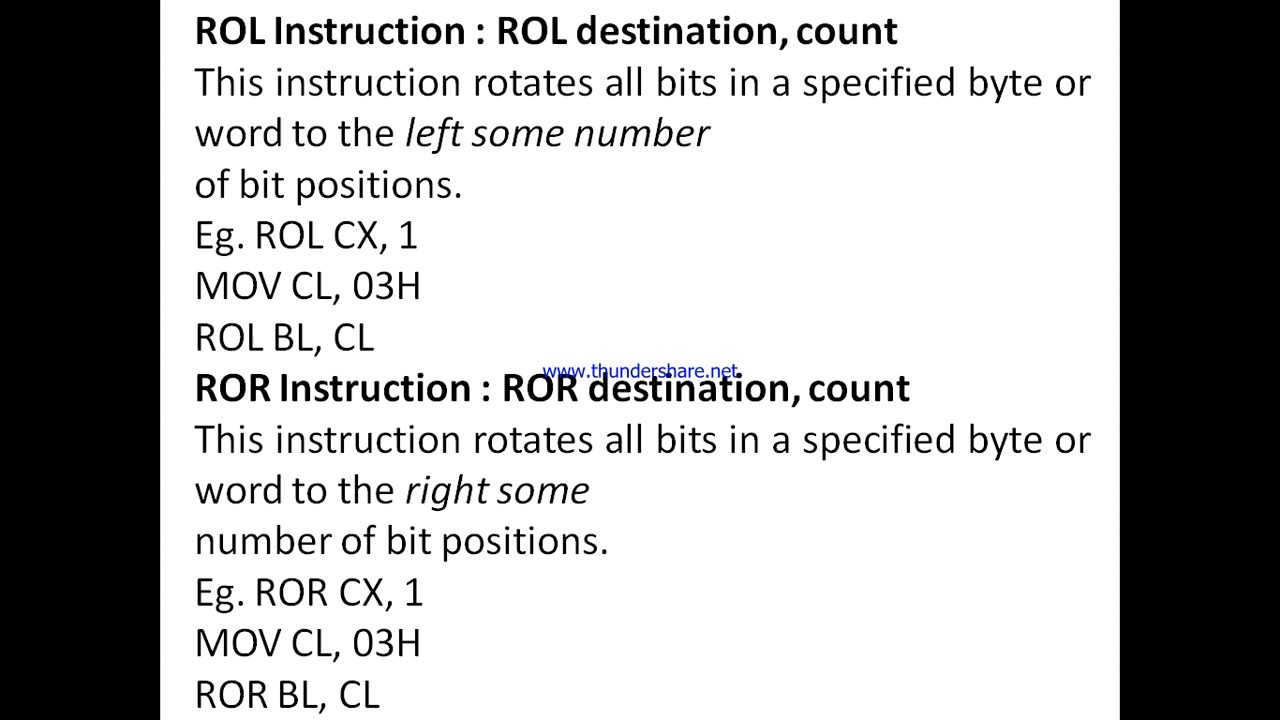 ROL Instruction : ROL destination, count
This instruction rotates all bits in a specified byte or
word to the left some number
of bit positions.
Eg. ROL CX, 1
MOV CL, 03H
ROL BL, CL
www.thundershare.net
ROR Instruction : ROR destination, count
This instruction rotates all bits in a specified byte or
word to the right some
number of bit positions.
Eg. ROR CX, 1
MOV CL, 03H
ROR BL, CL